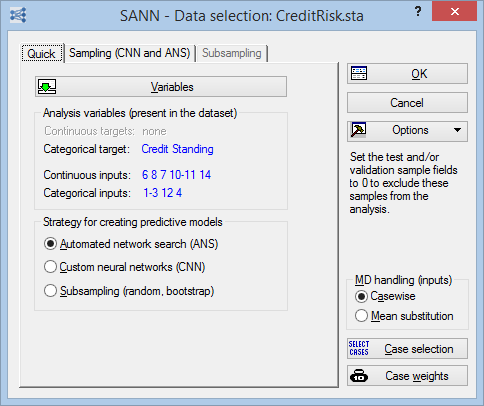 SANN - Data selection: CreditRisk.sta
?
Quick
Sampling (CNN and ANS)
Subsampling
Variables
Analysis variables (present in the dataset)
Continuous targets: none
Categorical target: Credit Standing
Continuous inputs: 6 8 7 10-11 14
Categorical inputs: 1-3 12 4
Strategy for creating predictive models
Automated network search (ANS)
Custom neural networks (CNN)
Subsampling (random, bootstrap)
OK
Cancel
Options
Set the test and/or
validation sample fields
to 0 to exclude these
samples from the
analysis.
MD handling (inputs)
Casewise
Mean substitution
SELECT
CASES
Case selection
Case weights